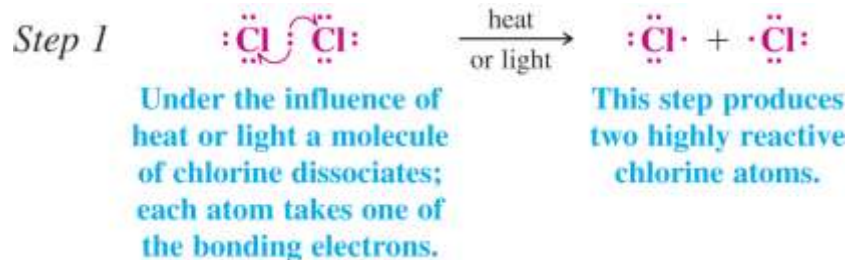 Step 1 :Cl : Cl: heat or light → :Cl· + ·Cl:
Under the influence of
heat or light a molecule
of chlorine dissociates;
each atom takes one of
the bonding electrons.
This step produces
two highly reactive
chlorine atoms.